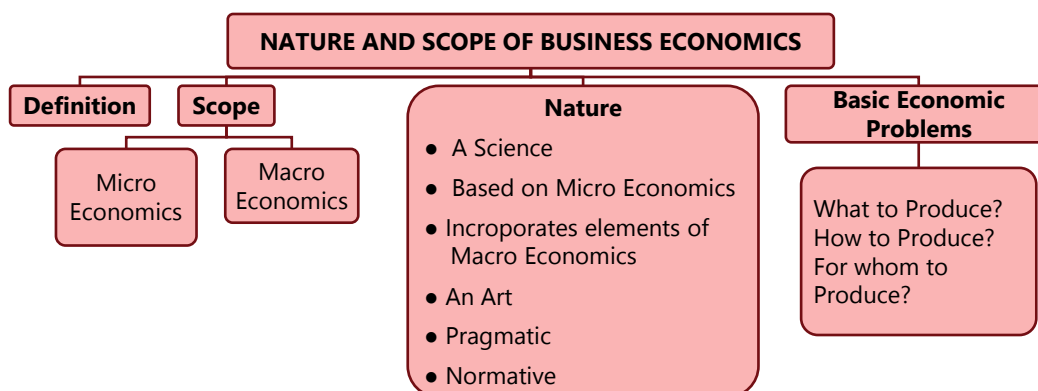 NATURE AND SCOPE OF BUSINESS ECONOMICS
Definition
Scope
Micro
Economics
Macro
Economics
Nature
● A Science
● Based on Micro Economics
● Incroporates elements of
Macro Economics
● An Art
● Pragmatic
● Normative
Basic Economic
Problems
What to Produce?
How to Produce?
For whom to
Produce?